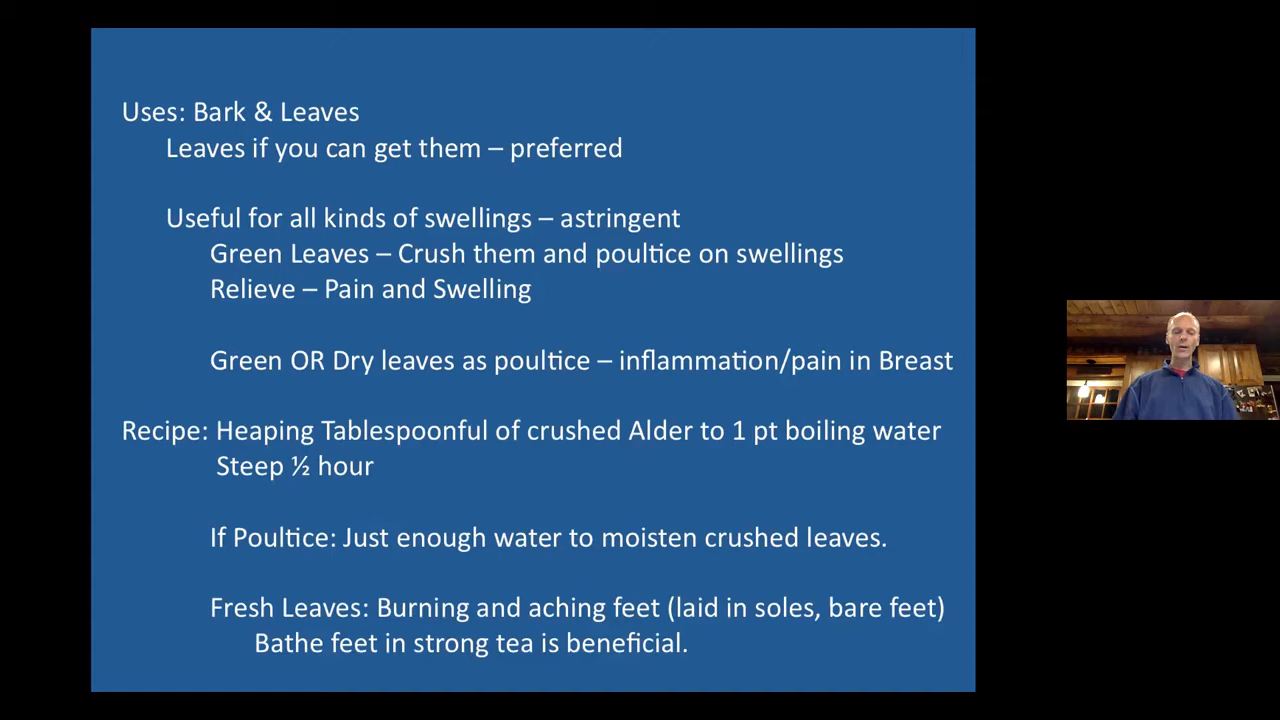 Uses: Bark & Leaves
Leaves if you can get them – preferred
Useful for all kinds of swellings – astringent
Green Leaves – Crush them and poultice on swellings
Relieve – Pain and Swelling
Green OR Dry leaves as poultice – inflammation/pain in Breast
Recipe: Heaping Tablespoonful of crushed Alder to 1 pt boiling water
Steep ½ hour
If Poultice: Just enough water to moisten crushed leaves.
Fresh Leaves: Burning and aching feet (laid in soles, bare feet)
Bathe feet in strong tea is beneficial.